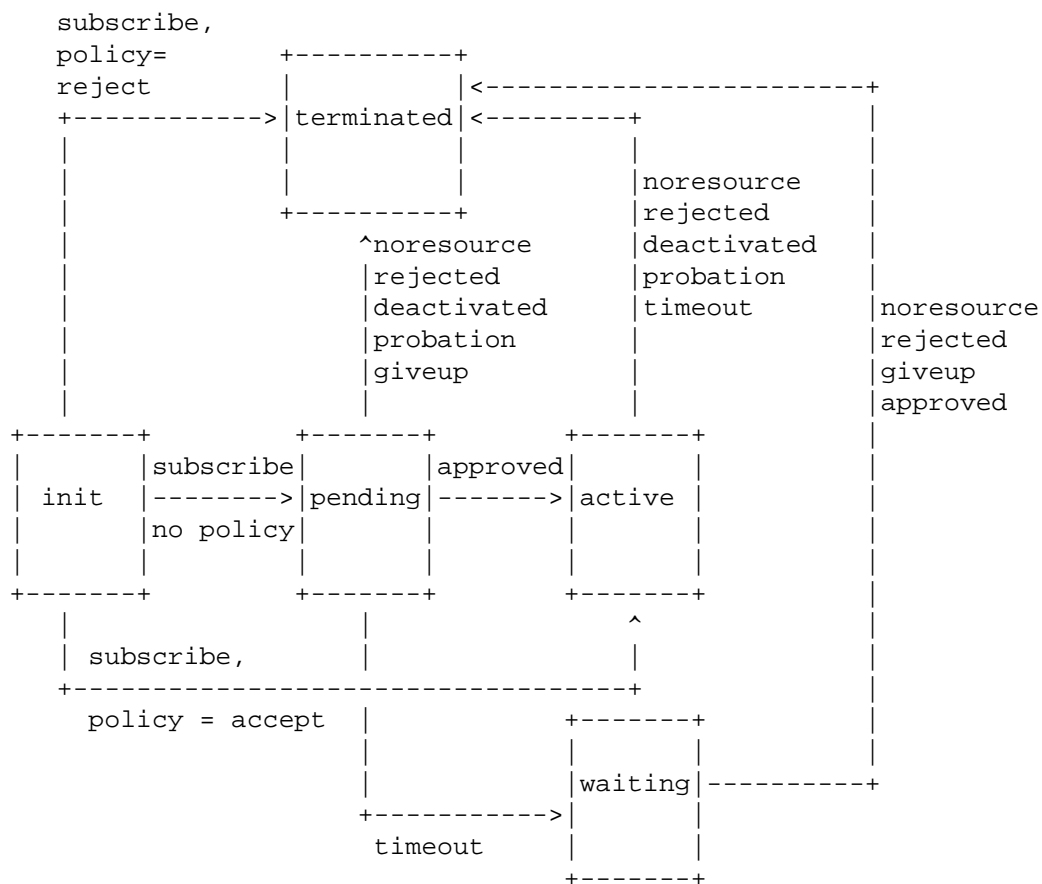 subscribe,
policy=
reject
terminated
noresource
rejected
deactivated
probation
timeout
noresource
rejected
deactivated
probation
giveup
noresource
rejected
giveup
approved
subscribe
approved
init
pending
active
no policy
subscribe,
policy = accept
waiting
timeout